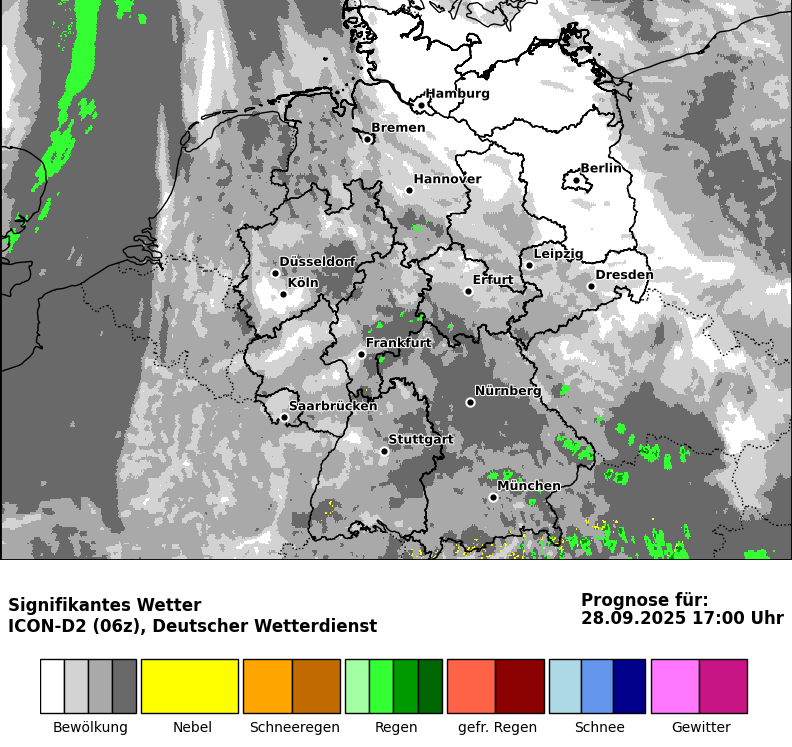 Hamburg
Bremen
Berlin
Hannover
Leipzig
Düsseldorf
Dresden
Erfurt
Köln
Frankfurt
Nürnberg
Saarbrücken
Stuttgart
München
Signifikantes Wetter
ICON-D2 (06z), Deutscher Wetterdienst
Prognose für:
28.09.2025 17:00 Uhr
Bewölkung Nebel Schneeregen Regen gefr. Regen Schnee Gewitter